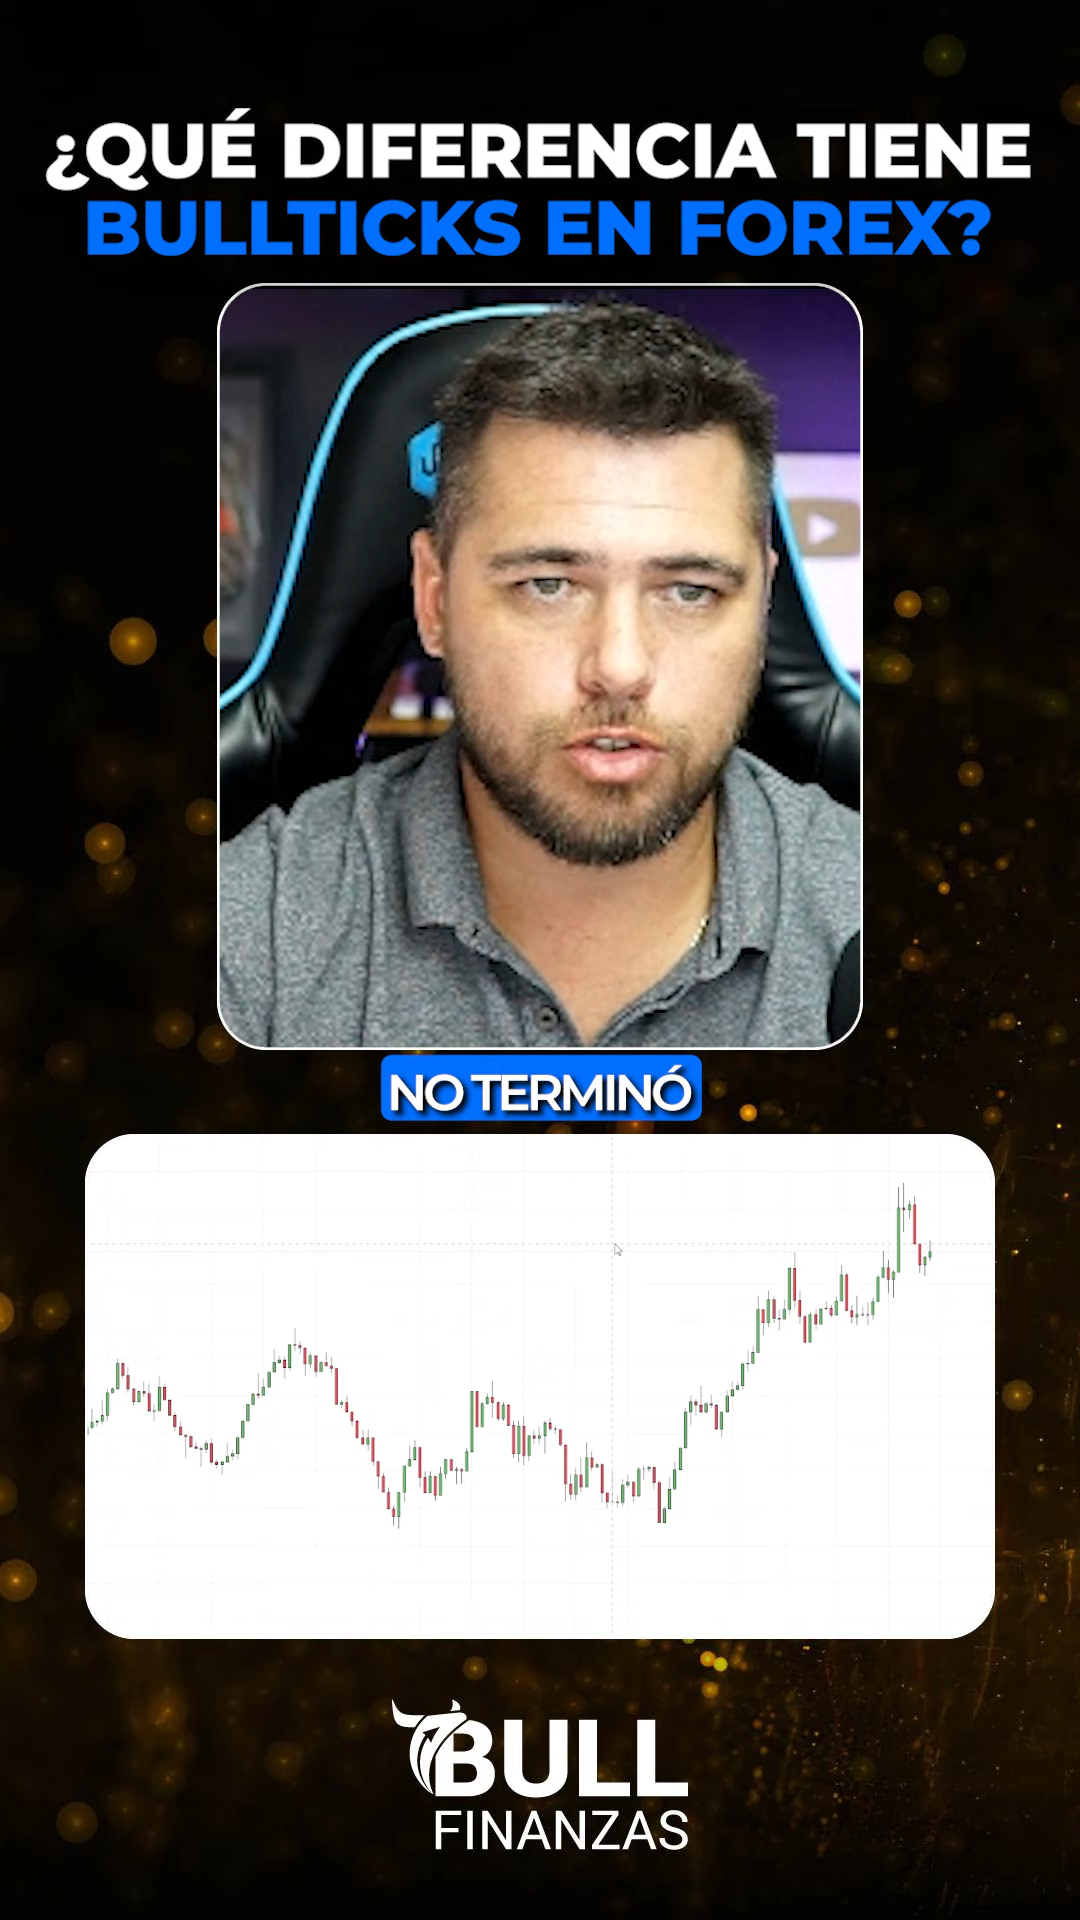 ¿QUÉ DIFERENCIA TIENE
BULLTICKS EN FOREX?
NO TERMINÓ
BULL
FINANZAS